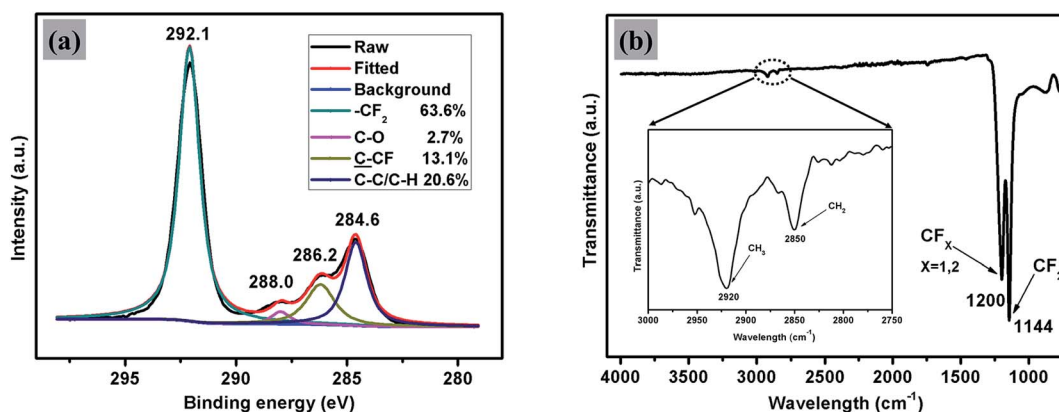 (a)
292.1
Raw
Fitted
Background
-CF₂ 63.6%
C-O 2.7%
C-CF 13.1%
C-C/C-H 20.6%
288.0
286.2
284.6
Intensity (a.u.)
295 290 285 280
Binding energy (eV)
(b)
Transmittance (a.u.)
Transmittance (a.u.)
CH₃
2920
CH₂
2850
3000 2950 2900 2850 2800 2750
Wavelength (cm⁻¹)
CFₓ
X=1,2
1200
CF₂
1144
4000 3500 3000 2500 2000 1500 1000
Wavelength (cm⁻¹)